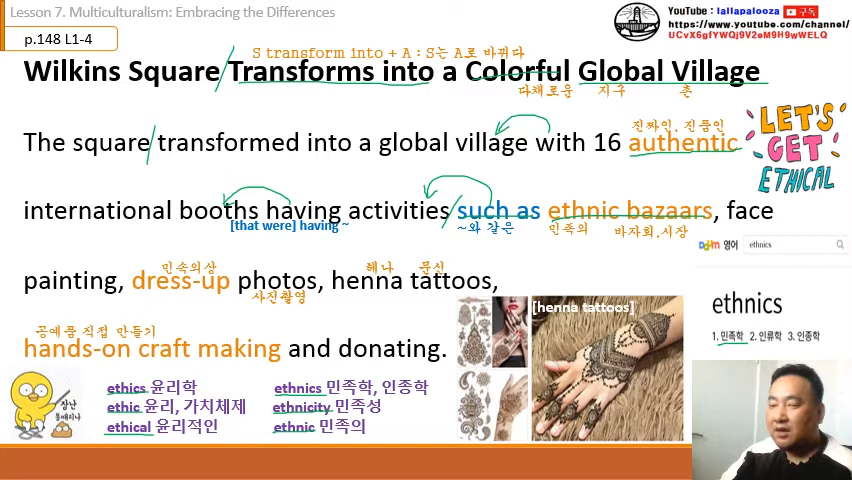 Lesson 7. Multiculturalism: Embracing the Differences
YouTube : lallapalooza 구독
https://www.youtube.com/channel/
UCvX6gfYWQj9V2eM9H9wWELQ
p.148 L1-4
S transform into + A : S는 A로 바뀌다
Wilkins Square Transforms into a Colorful Global Village
다채로운 지구 촌
진짜인, 진품인
The square transformed into a global village with 16 authentic
LET'S GET ETHICAL
international booths having activities such as ethnic bazaars, face
[that were] having ~ ~와 같은 민족의 바자회,시장
Daum 영어 ethnics
민속의상 헤나 문신
painting, dress-up photos, henna tattoos,
사진촬영
ethnics
1. 민족학 2. 인류학 3. 인종학
[henna tattoos]
공예품 직접 만들기
hands-on craft making and donating.
장난
ethics 윤리학 ethnics 민족학, 인종학
ethic 윤리, 가치체제 ethnicity 민족성
ethical 윤리적인 ethnic 민족의